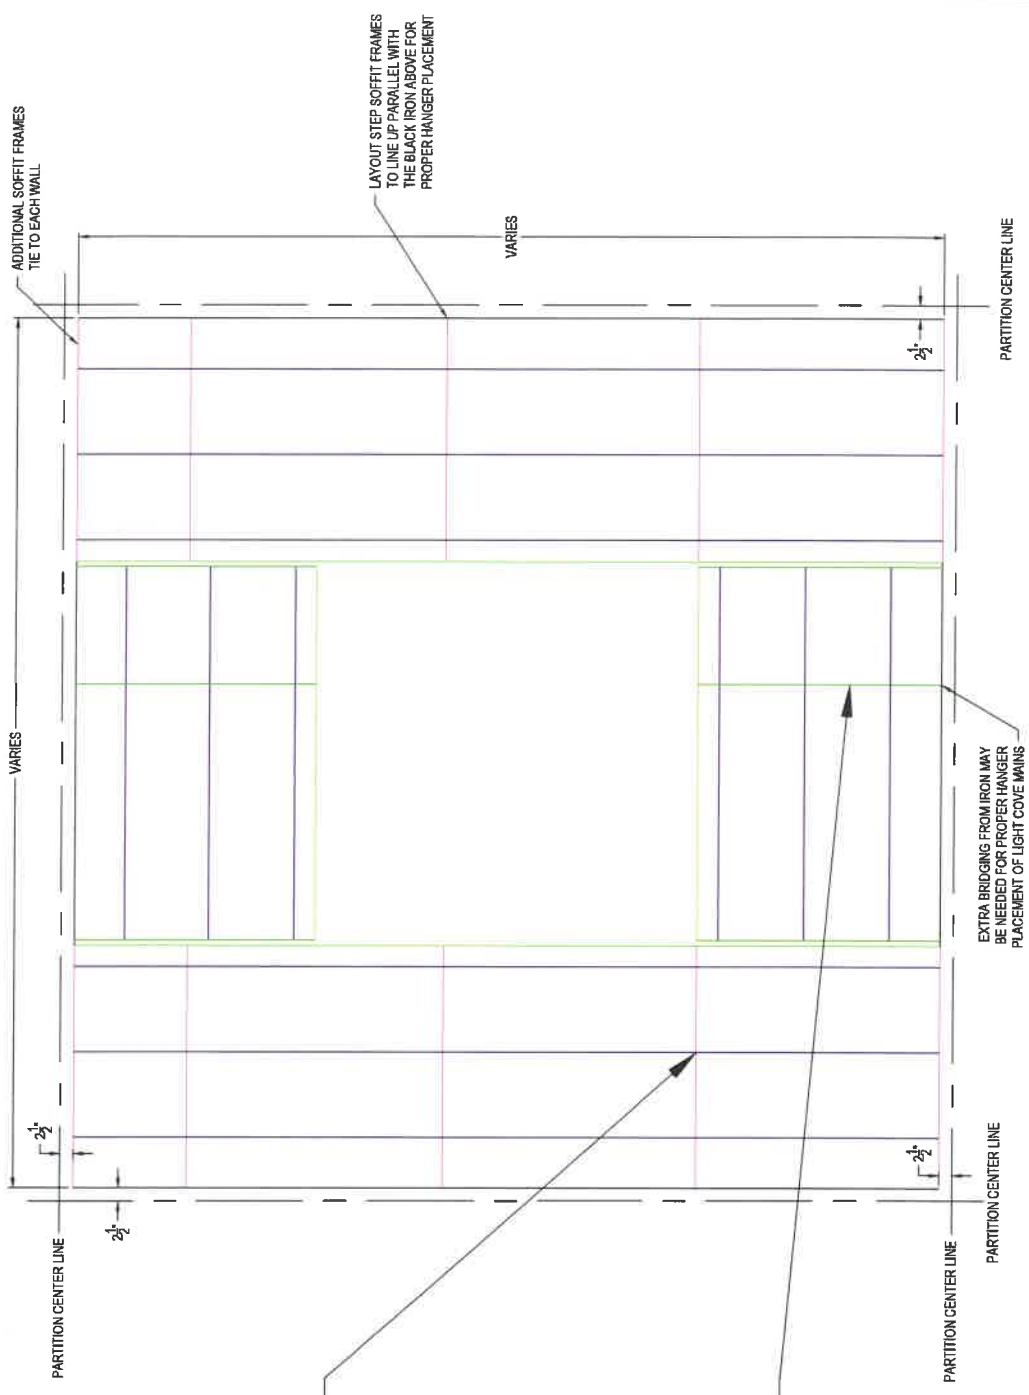 ADDITIONAL SOFFIT FRAMES
TIE TO EACH WALL
LAYOUT STEP SOFFIT FRAMES
TO LINE UP PARALLEL WITH
THE BLACK IRON ABOVE FOR
PROPER HANGER PLACEMENT
VARIES
VARIES
PARTITION CENTER LINE
2½"
2½"
2½"
2½"
EXTRA BRIDGING FROM IRON MAY
BE NEEDED FOR PROPER HANGER
PLACEMENT OF LIGHT COVE MAINS
PARTITION CENTER LINE
PARTITION CENTER LINE
PARTITION CENTER LINE